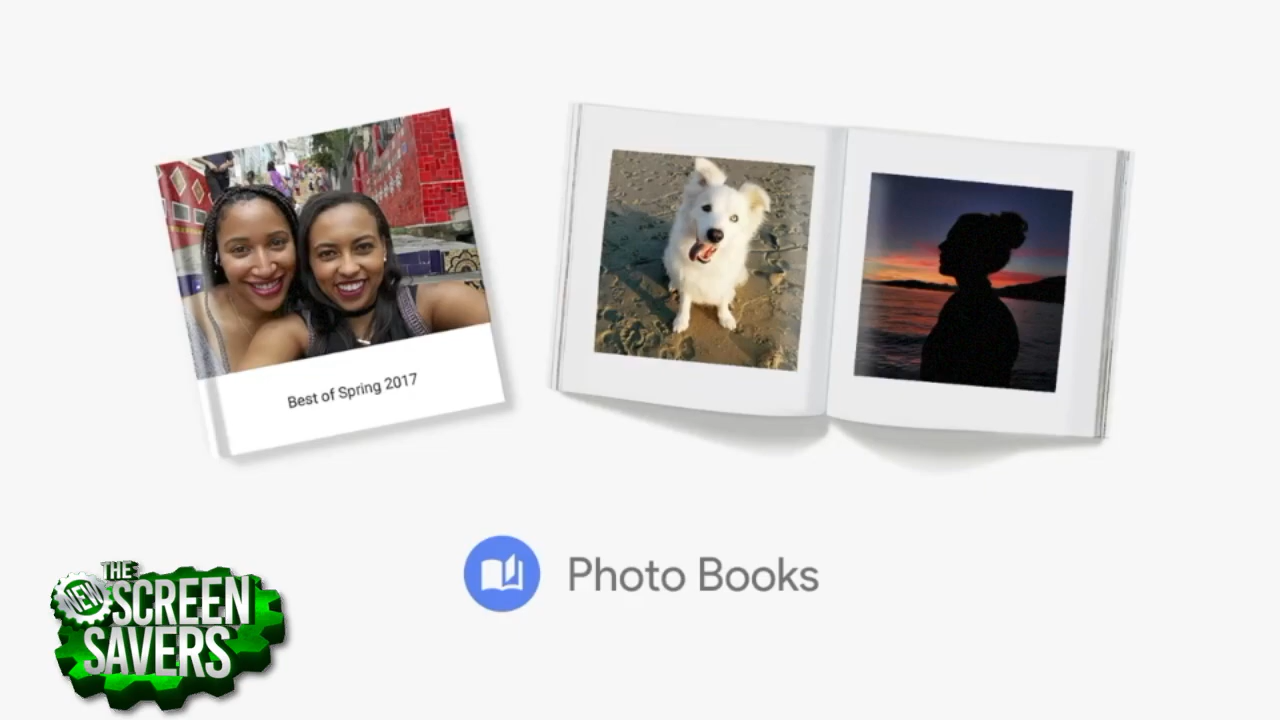 Best of Spring 2017
Photo Books
THE
NEW
SCREEN
SAVERS